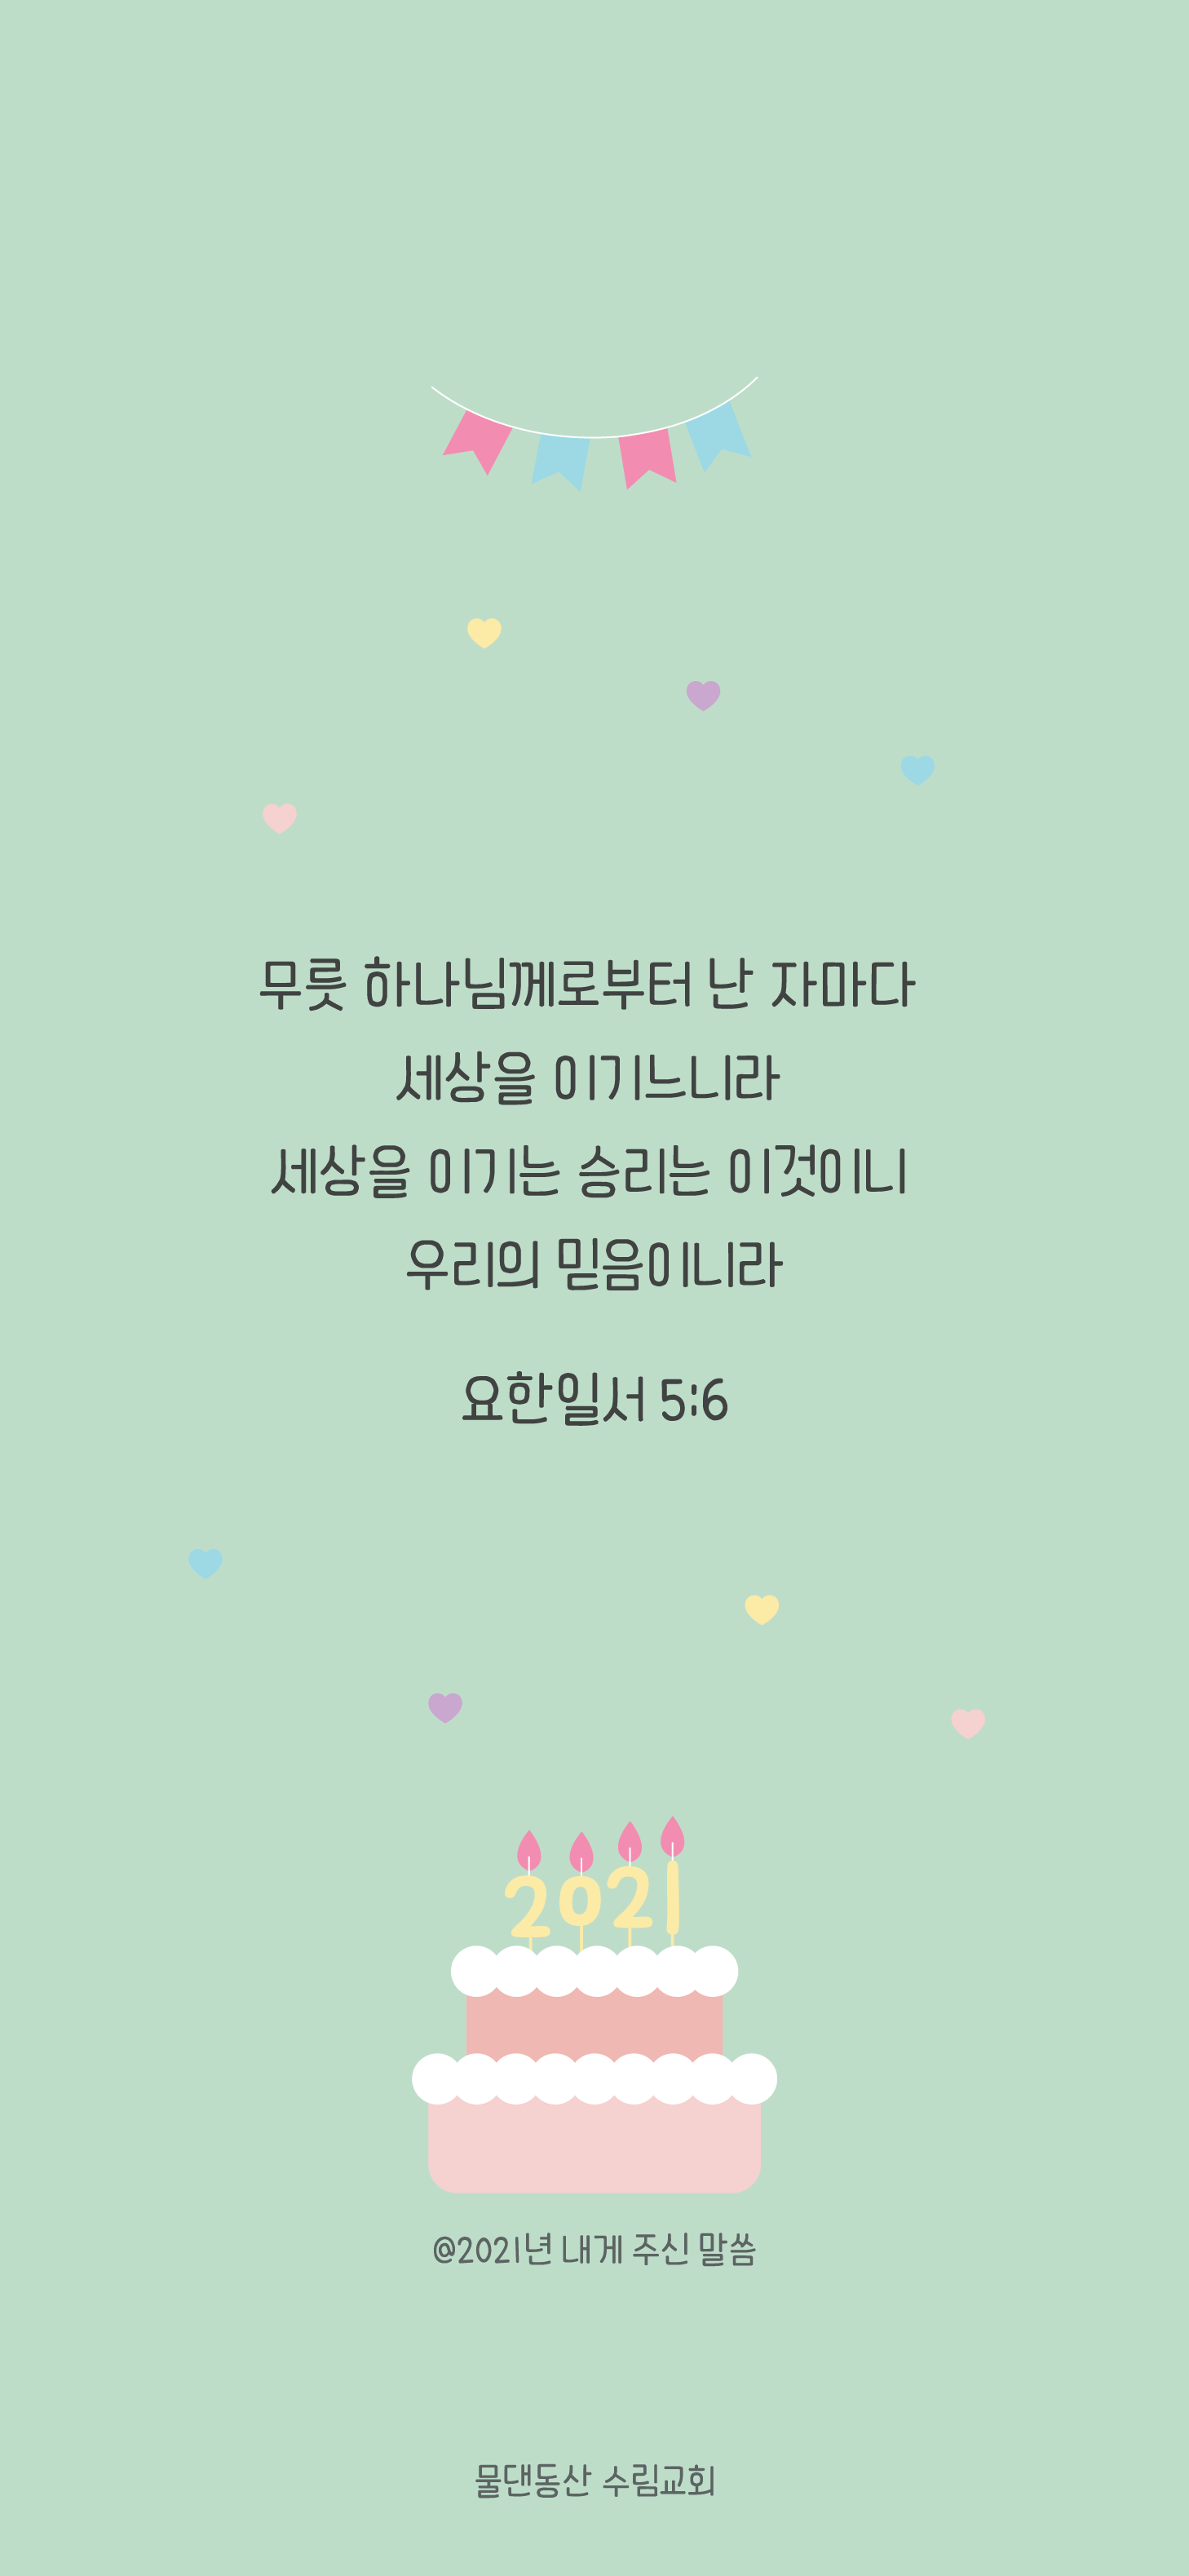 무릇 하나님께로부터 난 자마다
세상을 이기느니라
세상을 이기는 승리는 이것이니
우리의 믿음이니라
요한일서 5:6
2021
@2021년 내게 주신 말씀
물댄동산 수림교회